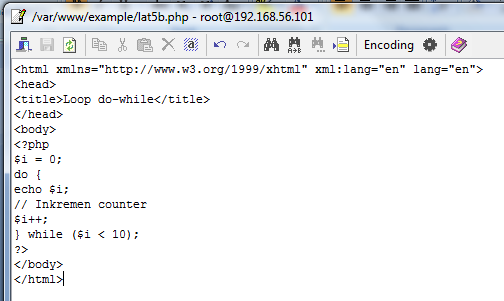 /var/www/example/lat5b.php - root@192.168.56.101
Encoding
<html xmlns="http://www.w3.org/1999/xhtml" xml:lang="en" lang="en">
<head>
<title>Loop do-while</title>
</head>
<body>
<?php
$i = 0;
do {
echo $i;
// Inkremen counter
$i++;
} while ($i < 10);
?>
</body>
</html>